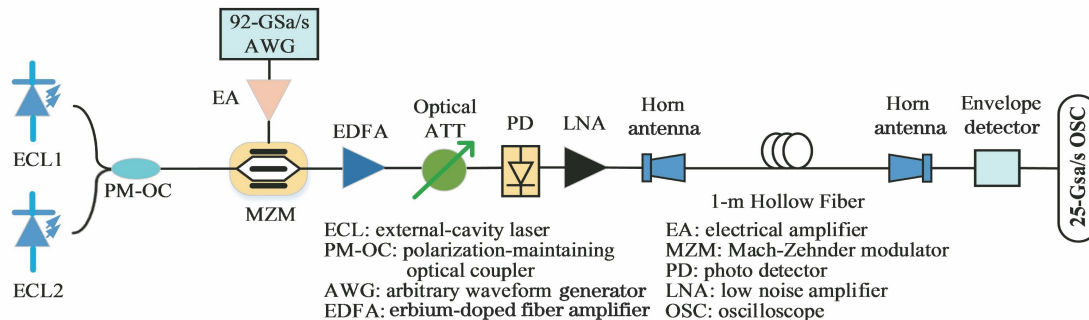 92-GSa/s
AWG
EA
ECL1
PM-OC
MZM
EDFA
Optical
ATT
PD
LNA
Horn
antenna
1-m Hollow Fiber
Horn
antenna
Envelope
detector
25-Gsa/s OSC
ECL2
ECL: external-cavity laser
PM-OC: polarization-maintaining
optical coupler
AWG: arbitrary waveform generator
EDFA: erbium-doped fiber amplifier
EA: electrical amplifier
MZM: Mach-Zehnder modulator
PD: photo detector
LNA: low noise amplifier
OSC: oscilloscope